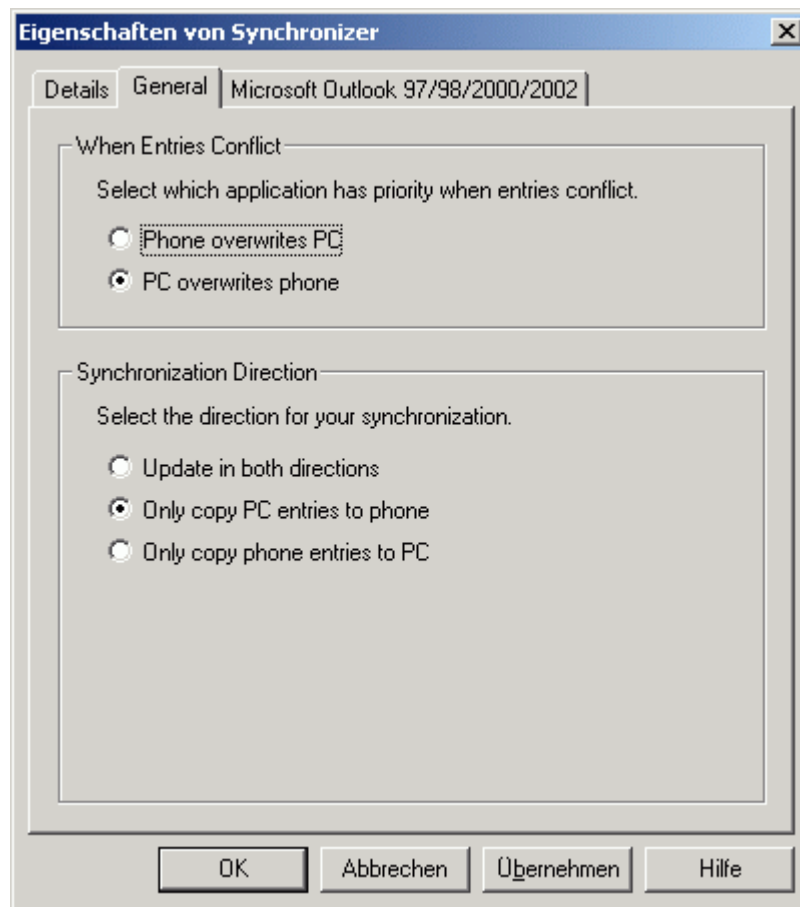 Eigenschaften von Synchronizer
Details General Microsoft Outlook 97/98/2000/2002
When Entries Conflict
Select which application has priority when entries conflict.
Phone overwrites PC
PC overwrites phone
Synchronization Direction
Select the direction for your synchronization.
Update in both directions
Only copy PC entries to phone
Only copy phone entries to PC
OK Abbrechen Übernehmen Hilfe